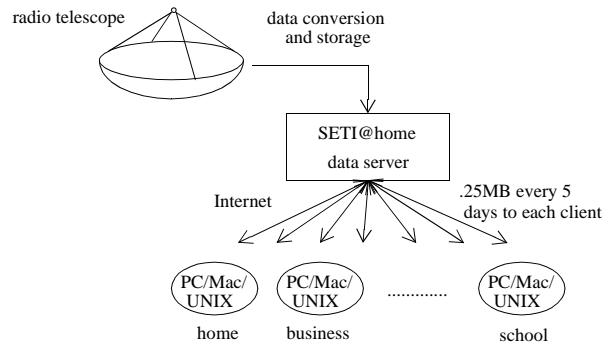 radio telescope
data conversion
and storage
SETI@home
data server
Internet
.25MB every 5
days to each client
PC/Mac/
UNIX
PC/Mac/
UNIX
.............
PC/Mac/
UNIX
home
business
school